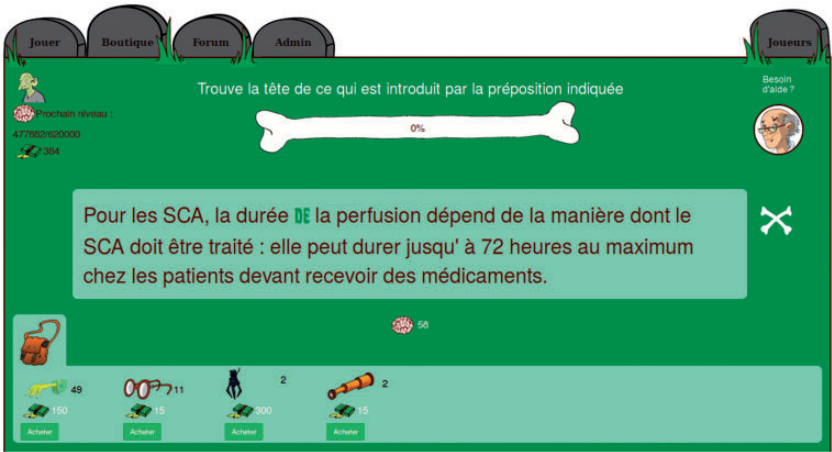 Jouer
Boutique
Forum
Admin
Joueurs
Trouve la tête de ce qui est introduit par la préposition indiquée
Besoin
d'aide ?
Prochain niveau :
477882/620000
384
0%
Pour les SCA, la durée DE la perfusion dépend de la manière dont le
SCA doit être traité : elle peut durer jusqu' à 72 heures au maximum
chez les patients devant recevoir des médicaments.
58
49
11
2
2
150
15
300
15
Acheter
Acheter
Acheter
Acheter